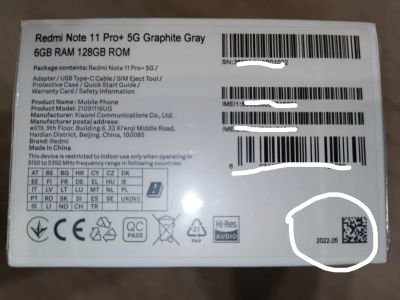 Redmi Note 11 Pro+ 5G Graphite Gray
6GB RAM 128GB ROM
Package contents: Redmi Note 11 Pro+ 5G /
Adapter / USB Type-C Cable / SIM Eject Tool /
Protective Case / Quick Start Guide /
Warranty Card / Safety Information
Product Name: Mobile Phone
Product Model: 21091116UG
Manufacturer: Xiaomi Communications Co., Ltd.
Manufacturer postal address:
#019, 9th Floor, Building 6, 33 Xi'erqi Middle Road,
Haidian District, Beijing, China, 100085
Brand: Redmi
Made in China
This device is restricted to indoor use only when operating in
5150 to 5350 MHz frequency range in following countries:
AT BE BG HR CY CZ DK
EE FI FR DE EL HU IE
IT LV LT LU MT NL PL
PT RO SK SI ES SE UK(NI)
IS LI NO CH TR
SN:
IMEI1:
6
CE
QC
PASS
21
PAP
Hi-Res
AUDIO
2022.05